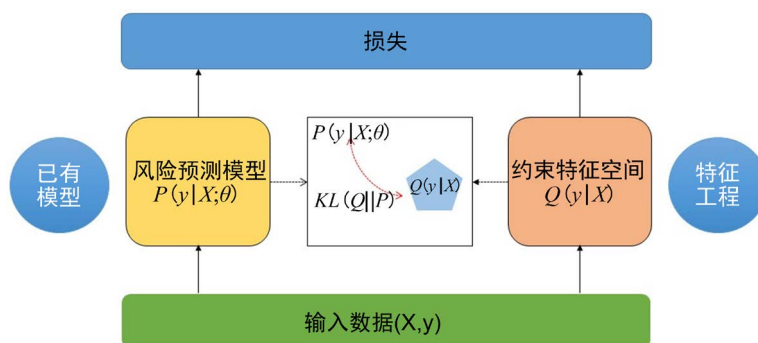 损失
已有
模型
风险预测模型
P(y|X;θ)
P(y|X;θ)
KL(Q||P)
Q(y|X)
约束特征空间
Q(y|X)
特征
工程
输入数据(X,y)